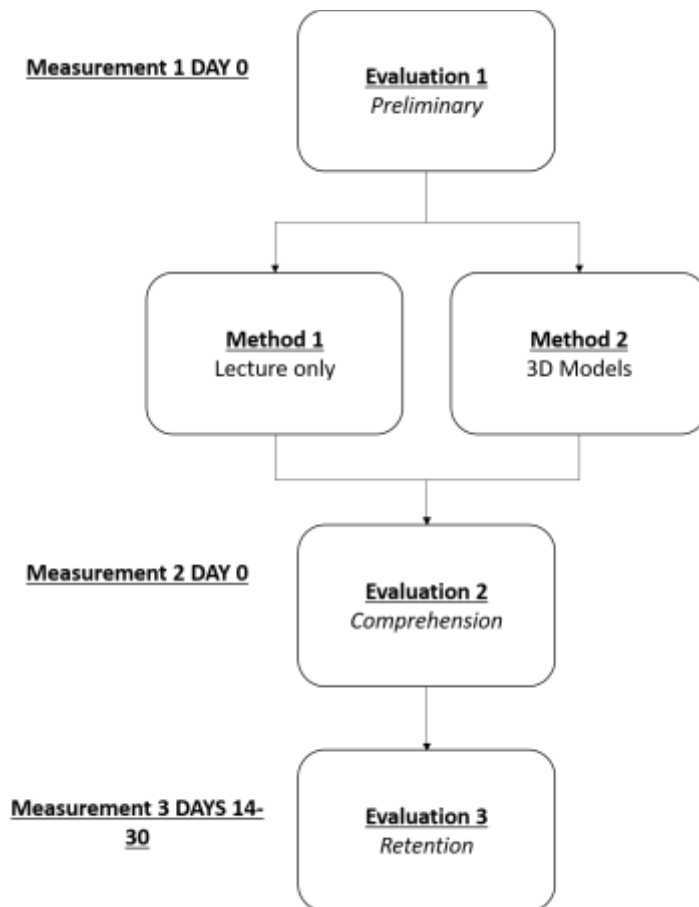 Measurement 1 DAY 0
Evaluation 1
Preliminary
Method 1
Lecture only
Method 2
3D Models
Measurement 2 DAY 0
Evaluation 2
Comprehension
Measurement 3 DAYS 14-
30
Evaluation 3
Retention